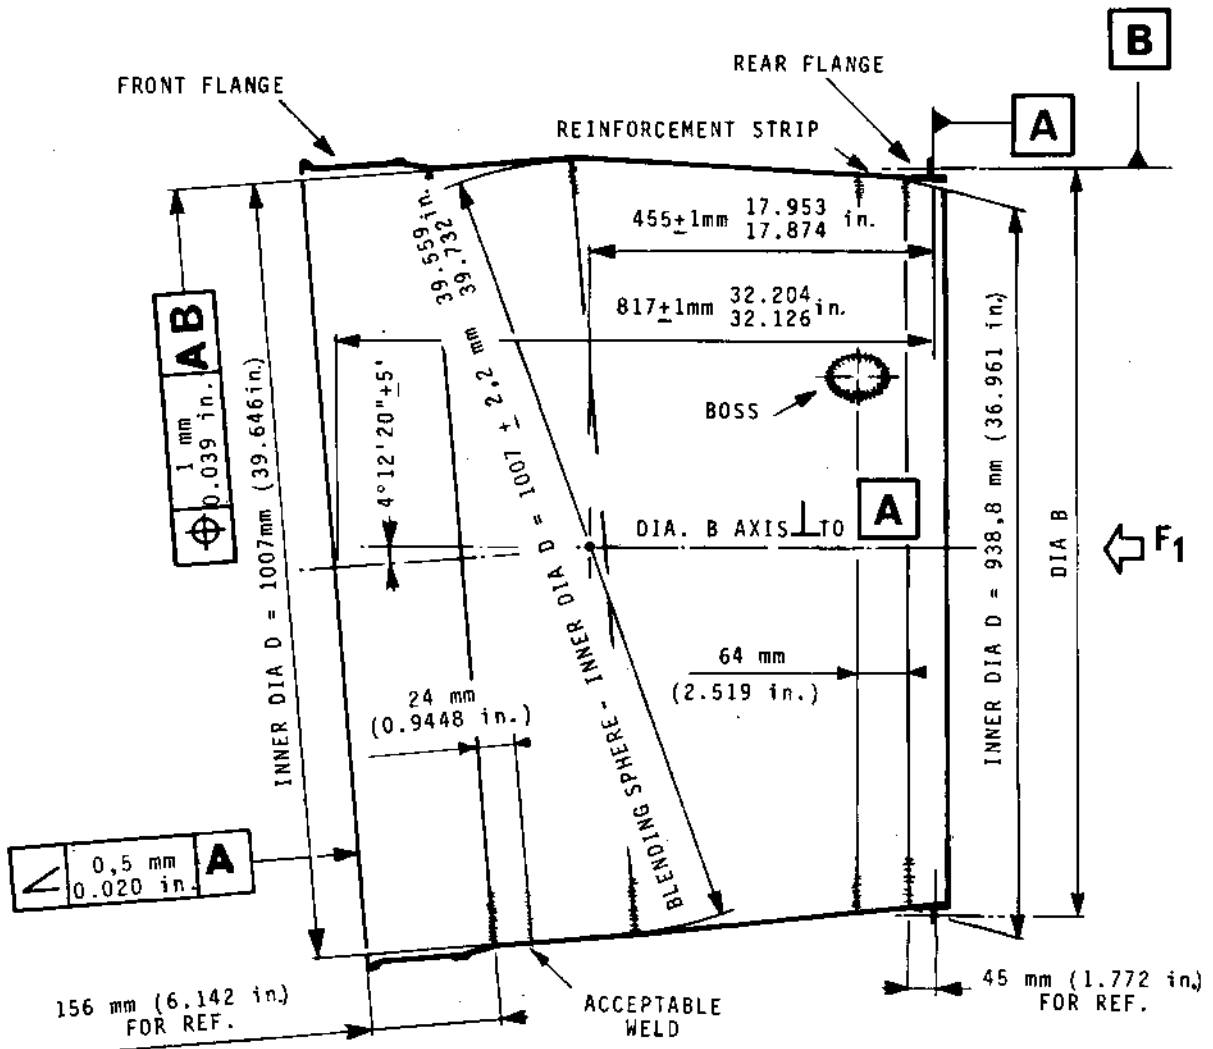 B
REAR FLANGE
FRONT FLANGE
A
REINFORCEMENT STRIP
455±1mm 17.953
17.874 in.
39.559
39.732 in.
817±1mm 32.204
32.126 in.
A B
1 mm
0.039 in.
⌖
INNER DIA D = 1007mm (39.646in.)
4°12'20"±5'
BLENDING SPHERE- INNER DIA D = 1007 ± 2,2 mm
BOSS
DIA. B AXIS ⊥ TO A
INNER DIA D = 938,8 mm (36.961 in.)
DIA B
F1
64 mm
(2.519 in.)
24 mm
(0.9448 in.)
∠ 0,5 mm A
0.020 in.
156 mm (6.142 in.)
FOR REF.
ACCEPTABLE
WELD
45 mm (1.772 in.)
FOR REF.